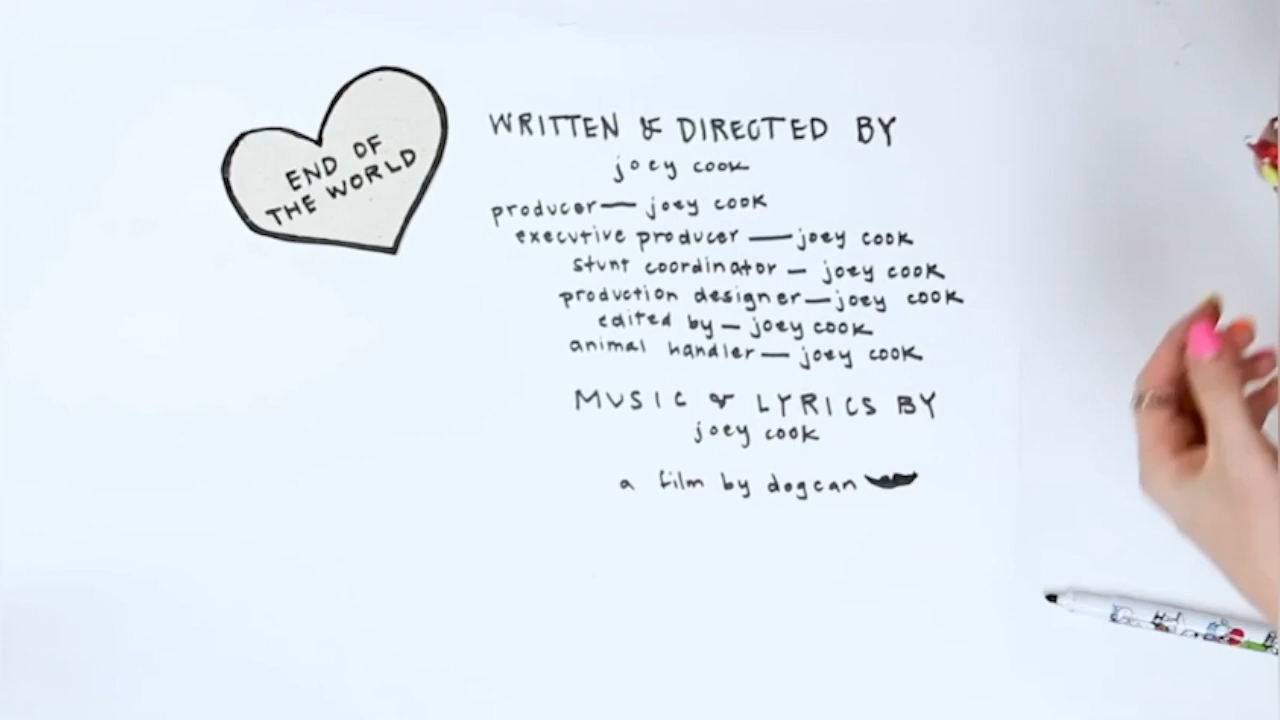 END OF
THE WORLD
WRITTEN & DIRECTED BY
joey cook
producer — joey cook
executive producer — joey cook
stunt coordinator — joey cook
production designer — joey cook
edited by — joey cook
animal handler — joey cook
MUSIC & LYRICS BY
joey cook
a film by dogcan